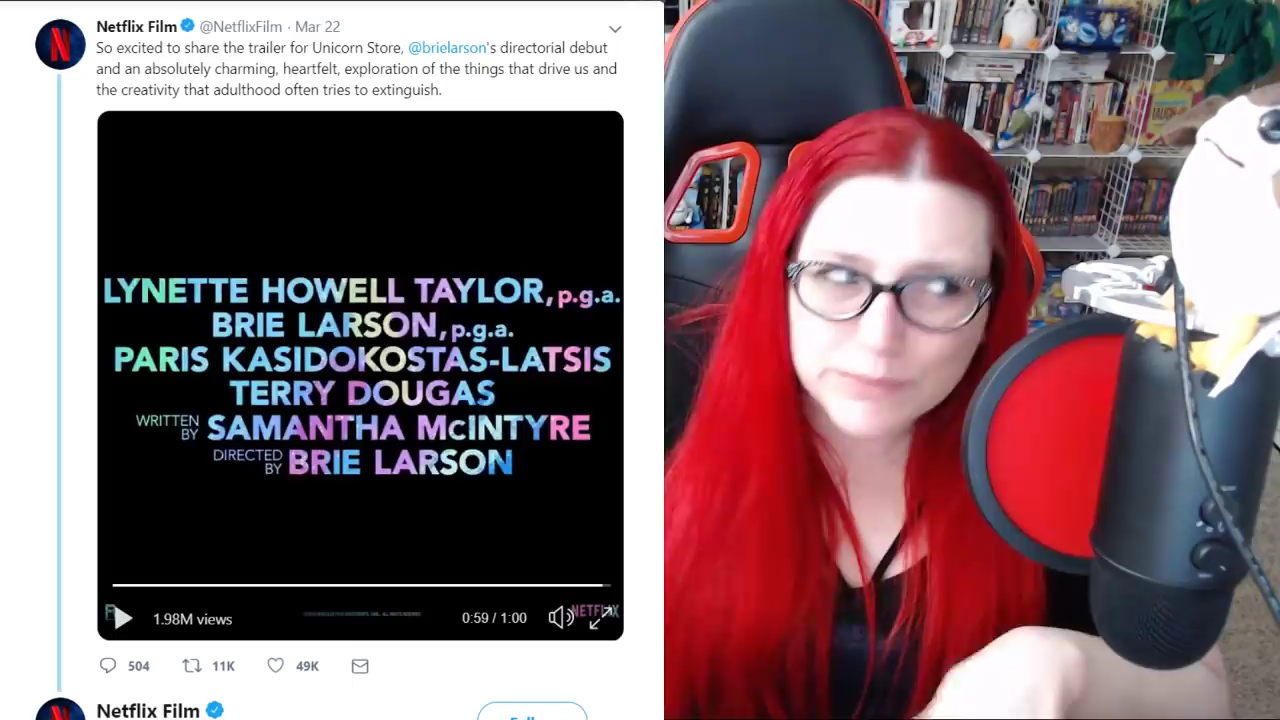 Netflix Film @NetflixFilm · Mar 22
So excited to share the trailer for Unicorn Store, @brielarson's directorial debut
and an absolutely charming, heartfelt, exploration of the things that drive us and
the creativity that adulthood often tries to extinguish.
LYNETTE HOWELL TAYLOR, p.g.a.
BRIE LARSON, p.g.a.
PARIS KASIDOKOSTAS-LATSIS
TERRY DOUGAS
WRITTEN BY SAMANTHA McINTYRE
DIRECTED BY BRIE LARSON
1.98M views
0:59 / 1:00
NETFLIX
504 11K 49K
Netflix Film